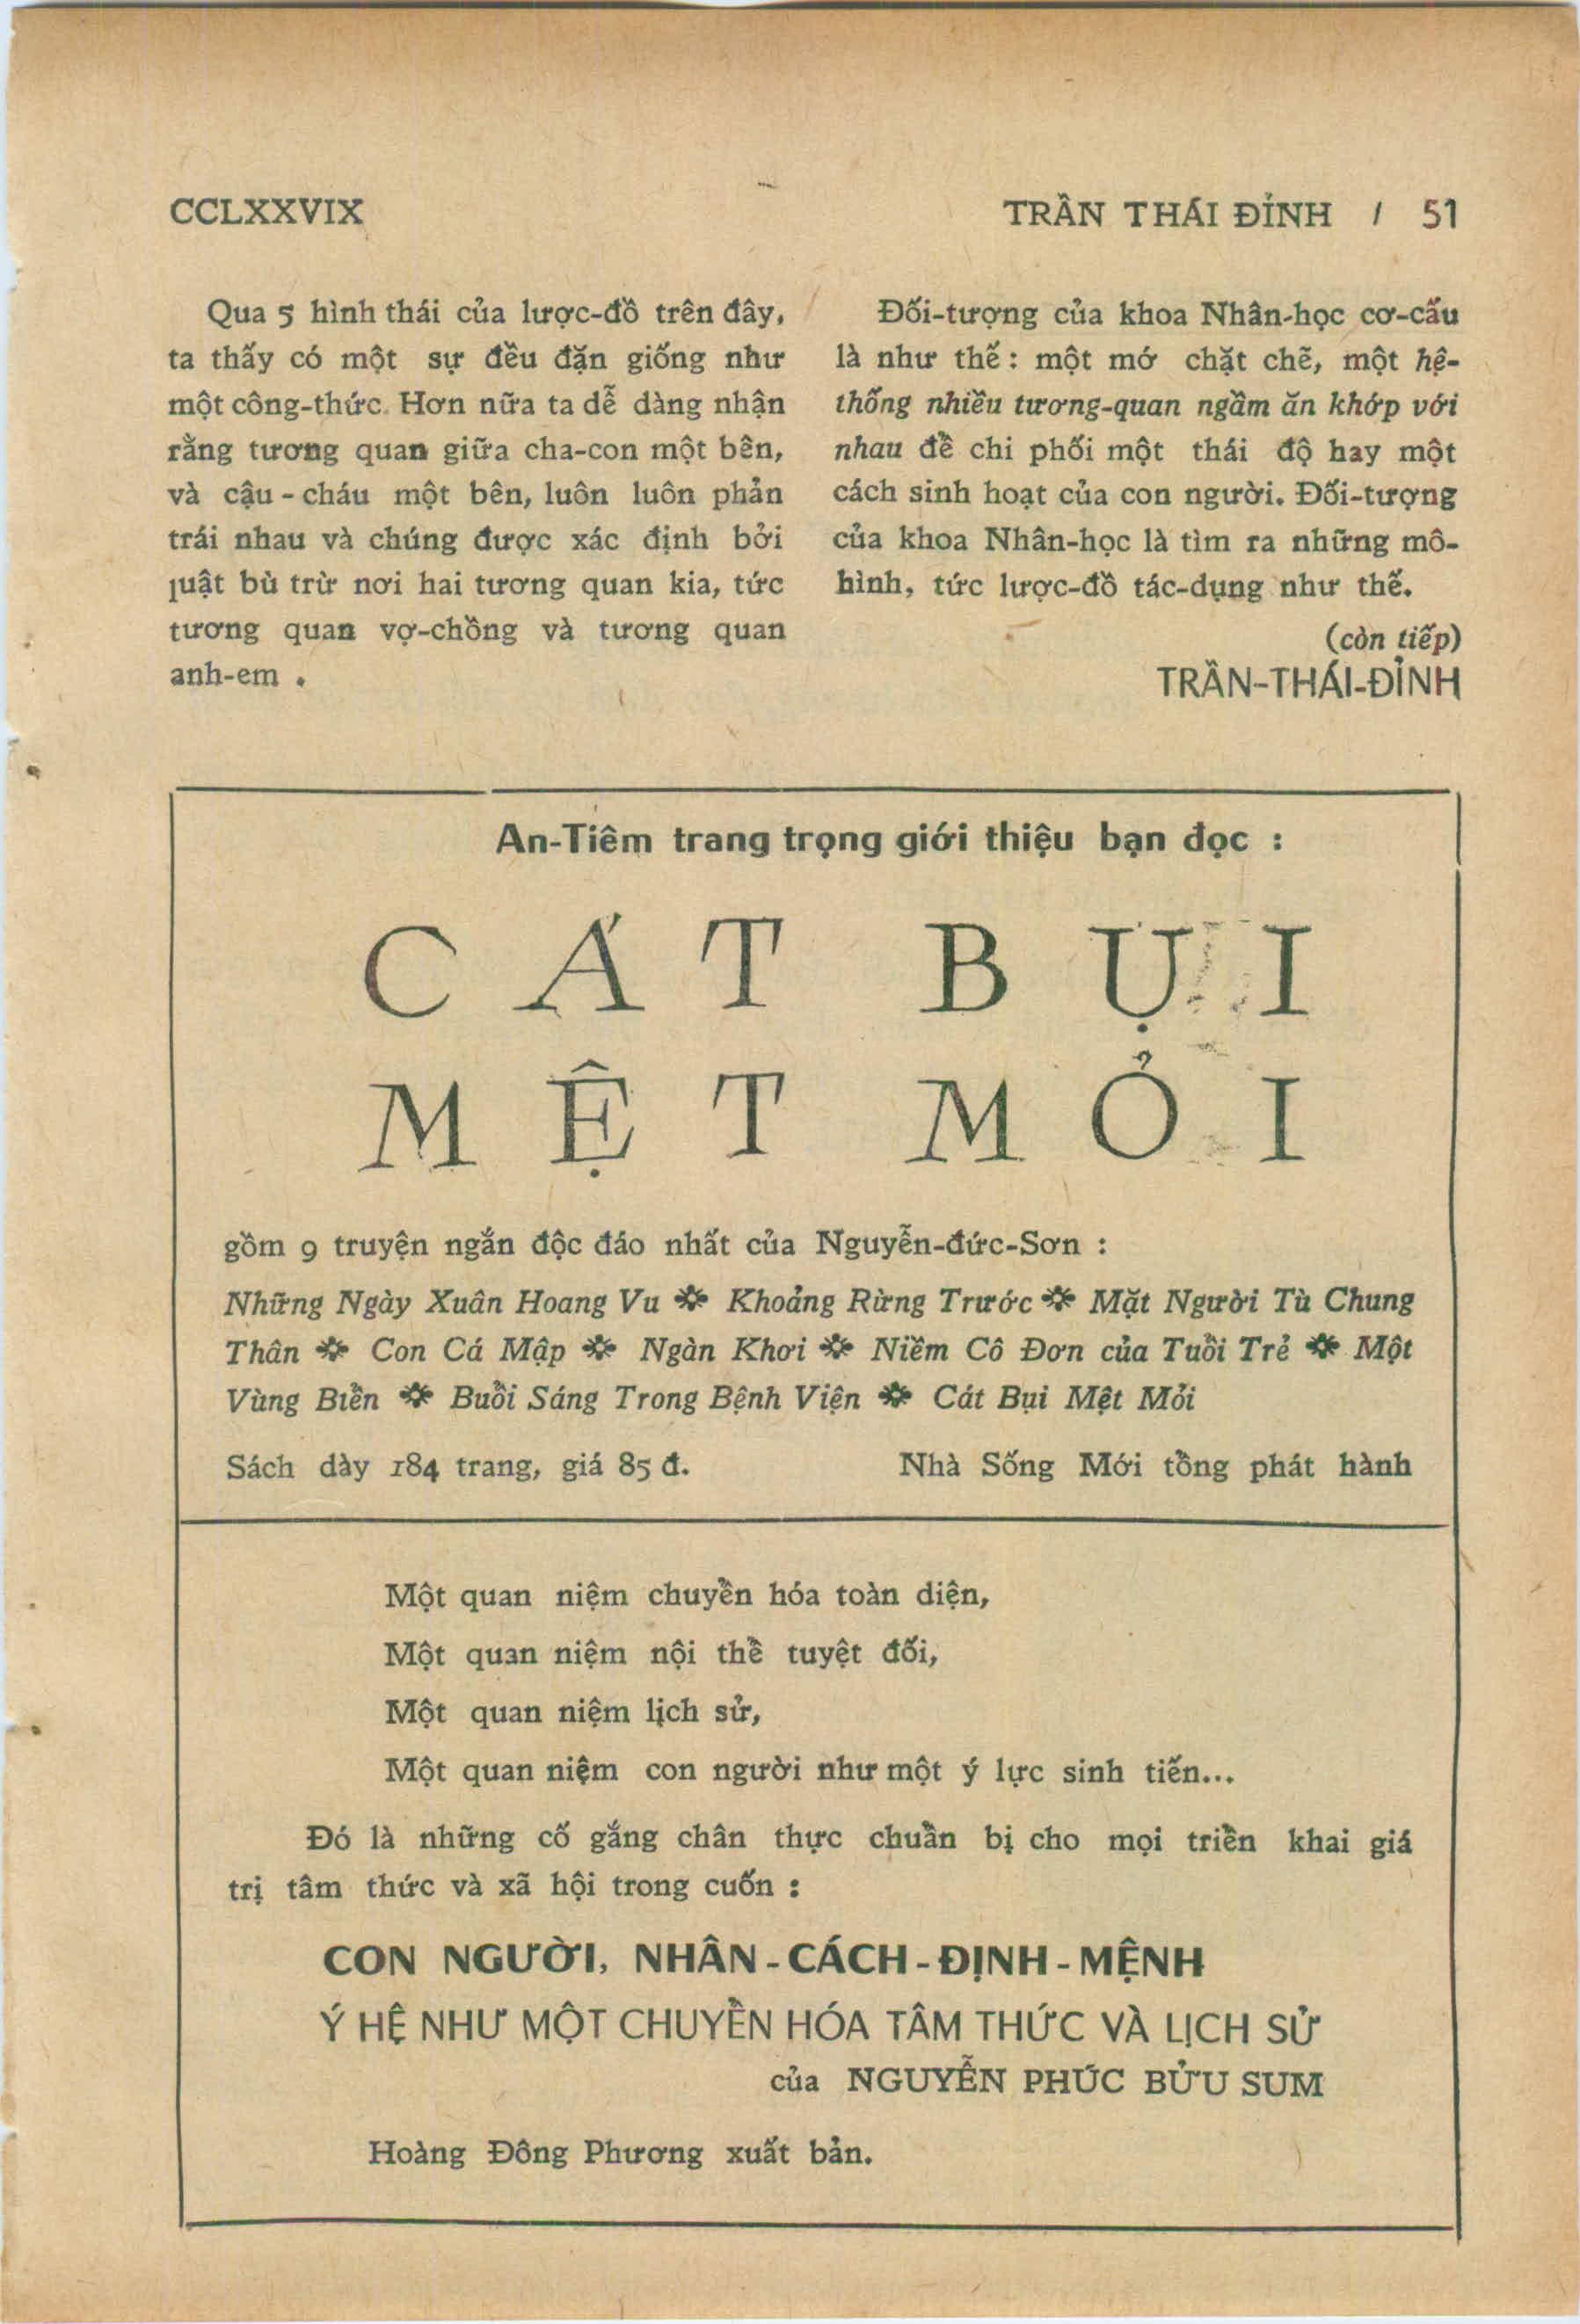 CCLXXVIX
TRẦN THÁI ĐỈNH / 51
Qua 5 hình thái của lược-đồ trên đây,
ta thấy có một sự đều đặn giống như
một công-thức. Hơn nữa ta dễ dàng nhận
rằng tương quan giữa cha-con một bên,
và cậu - cháu một bên, luôn luôn phản
trái nhau và chúng được xác định bởi
luật bù trừ nơi hai tương quan kia, tức
tương quan vợ-chồng và tương quan
anh-em .
Đối-tượng của khoa Nhân-học cơ-cấu
là như thế : một mớ chặt chẽ, một hệ-
thống nhiều tương-quan ngầm ăn khớp với
nhau để chi phối một thái độ hay một
cách sinh hoạt của con người. Đối-tượng
của khoa Nhân-học là tìm ra những mô-
hình, tức lược-đồ tác-dụng như thế.
(còn tiếp)
TRẦN-THÁI-ĐỈNH
An-Tiêm trang trọng giới thiệu bạn đọc :
CÁT BỤI
MỆT MỎI
gồm 9 truyện ngắn độc đáo nhất của Nguyễn-đức-Sơn :
Những Ngày Xuân Hoang Vu ❊ Khoảng Rừng Trước ❊ Mặt Người Tù Chung
Thân ❊ Con Cá Mập ❊ Ngàn Khơi ❊ Niềm Cô Đơn của Tuổi Trẻ ❊ Một
Vùng Biển ❊ Buổi Sáng Trong Bệnh Viện ❊ Cát Bụi Mệt Mỏi
Sách dày 184 trang, giá 85 đ. Nhà Sống Mới tổng phát hành
Một quan niệm chuyển hóa toàn diện,
Một quan niệm nội thể tuyệt đối,
Một quan niệm lịch sử,
Một quan niệm con người như một ý lực sinh tiến...
Đó là những cố gắng chân thực chuẩn bị cho mọi triển khai giá
trị tâm thức và xã hội trong cuốn :
CON NGƯỜI, NHÂN - CÁCH - ĐỊNH - MỆNH
Ý HỆ NHƯ MỘT CHUYỂN HÓA TÂM THỨC VÀ LỊCH SỬ
của NGUYỄN PHÚC BỬU SUM
Hoàng Đông Phương xuất bản.